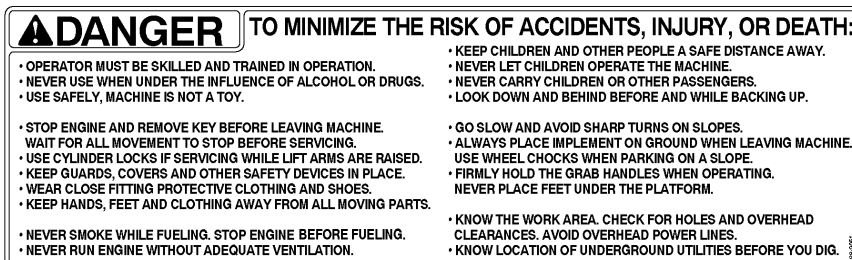 DANGER TO MINIMIZE THE RISK OF ACCIDENTS, INJURY, OR DEATH:
• OPERATOR MUST BE SKILLED AND TRAINED IN OPERATION.
• NEVER USE WHEN UNDER THE INFLUENCE OF ALCOHOL OR DRUGS.
• USE SAFELY, MACHINE IS NOT A TOY.
• STOP ENGINE AND REMOVE KEY BEFORE LEAVING MACHINE.
WAIT FOR ALL MOVEMENT TO STOP BEFORE SERVICING.
• USE CYLINDER LOCKS IF SERVICING WHILE LIFT ARMS ARE RAISED.
• KEEP GUARDS, COVERS AND OTHER SAFETY DEVICES IN PLACE.
• WEAR CLOSE FITTING PROTECTIVE CLOTHING AND SHOES.
• KEEP HANDS, FEET AND CLOTHING AWAY FROM ALL MOVING PARTS.
• NEVER SMOKE WHILE FUELING. STOP ENGINE BEFORE FUELING.
• NEVER RUN ENGINE WITHOUT ADEQUATE VENTILATION.
• KEEP CHILDREN AND OTHER PEOPLE A SAFE DISTANCE AWAY.
• NEVER LET CHILDREN OPERATE THE MACHINE.
• NEVER CARRY CHILDREN OR OTHER PASSENGERS.
• LOOK DOWN AND BEHIND BEFORE AND WHILE BACKING UP.
• GO SLOW AND AVOID SHARP TURNS ON SLOPES.
• ALWAYS PLACE IMPLEMENT ON GROUND WHEN LEAVING MACHINE.
USE WHEEL CHOCKS WHEN PARKING ON A SLOPE.
• FIRMLY HOLD THE GRAB HANDLES WHEN OPERATING.
NEVER PLACE FEET UNDER THE PLATFORM.
• KNOW THE WORK AREA. CHECK FOR HOLES AND OVERHEAD
CLEARANCES. AVOID OVERHEAD POWER LINES.
• KNOW LOCATION OF UNDERGROUND UTILITIES BEFORE YOU DIG.